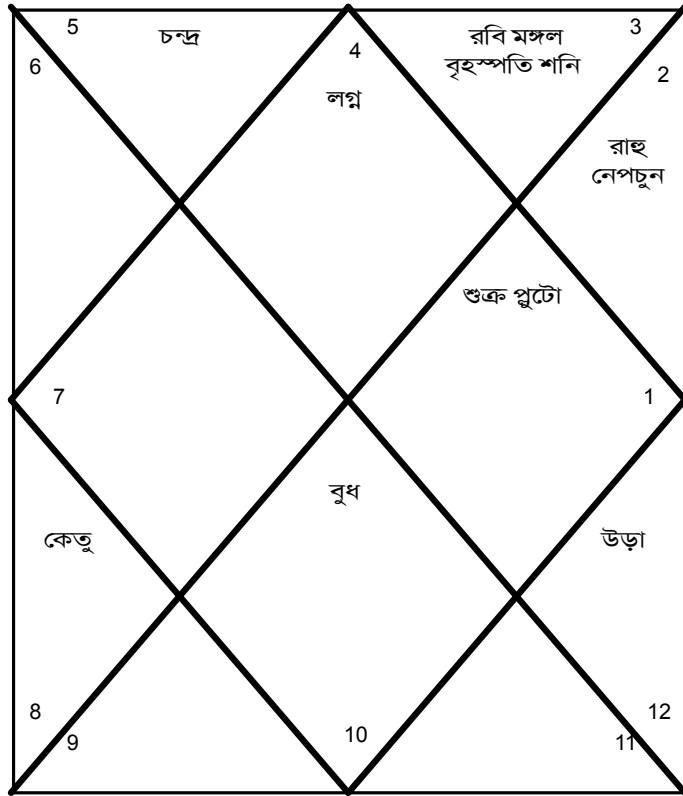 5
চন্দ্র
4
রবি মঙ্গল
3
6
বৃহস্পতি শনি
2
লগ্ন
রাহু
নেপচুন
শুক্র প্লুটো
7
1
বুধ
কেতু
উড়া
8
12
9
10
11